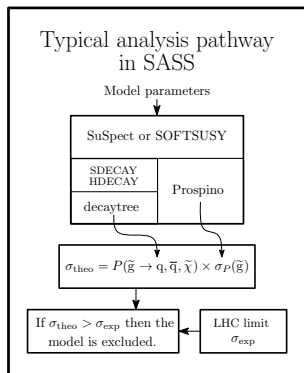 Typical analysis pathway
in SASS
Model parameters
SuSpect or SOFTSUSY
SDECAY
HDECAY
decaytree
Prospino
σ_theo = P(g̃ → q, q̅, χ̃) × σ_P(g̃)
If σ_theo > σ_exp then the
model is excluded.
LHC limit
σ_exp